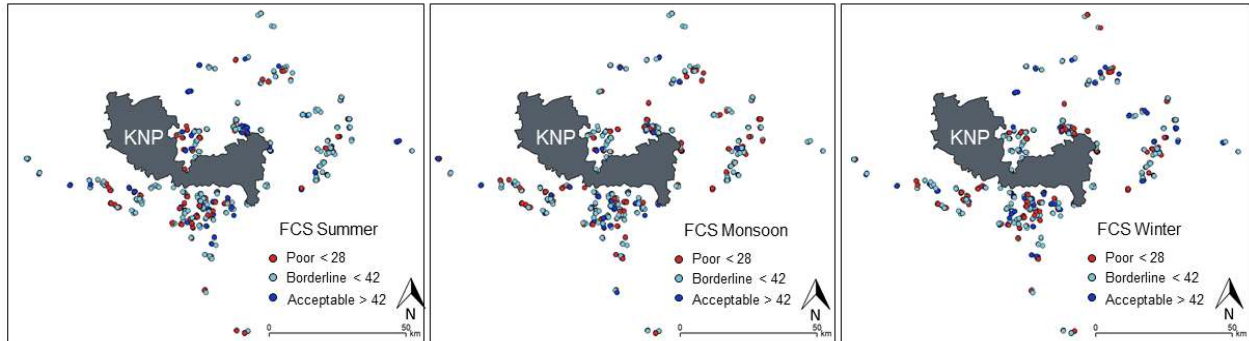 KNP
FCS Summer
Poor < 28
Borderline < 42
Acceptable > 42
N
0 50
km
KNP
FCS Monsoon
Poor < 28
Borderline < 42
Acceptable > 42
N
0 50
km
KNP
FCS Winter
Poor < 28
Borderline < 42
Acceptable > 42
N
0 50
km